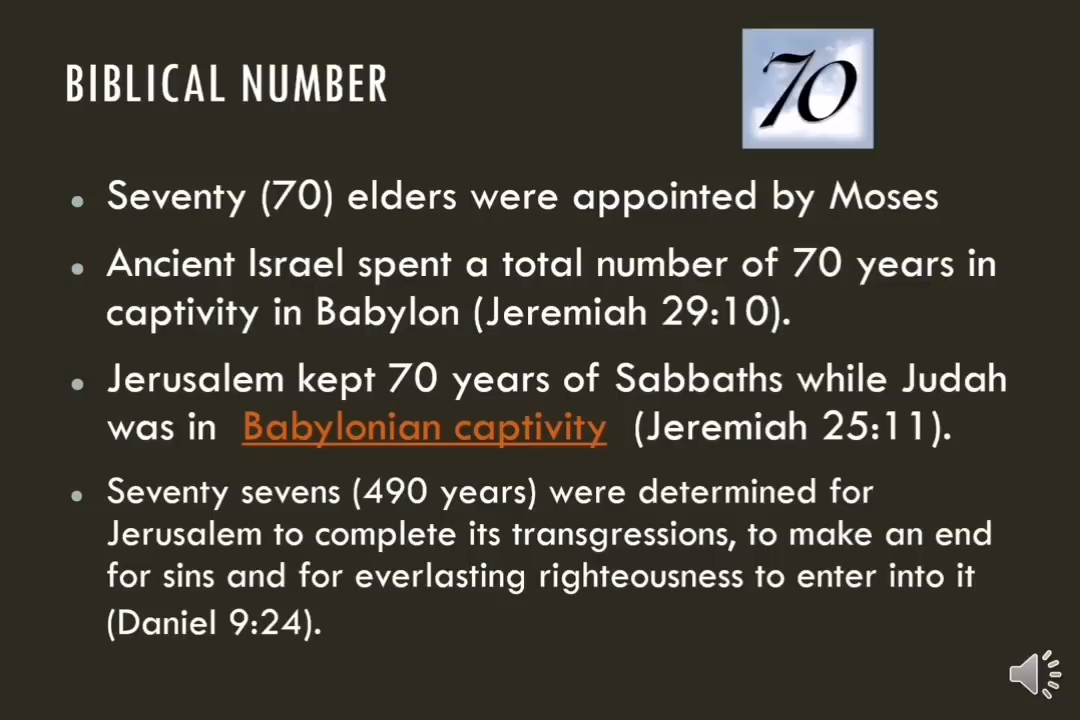 BIBLICAL NUMBER
70
• Seventy (70) elders were appointed by Moses
• Ancient Israel spent a total number of 70 years in
captivity in Babylon (Jeremiah 29:10).
• Jerusalem kept 70 years of Sabbaths while Judah
was in Babylonian captivity (Jeremiah 25:11).
• Seventy sevens (490 years) were determined for
Jerusalem to complete its transgressions, to make an end
for sins and for everlasting righteousness to enter into it
(Daniel 9:24).